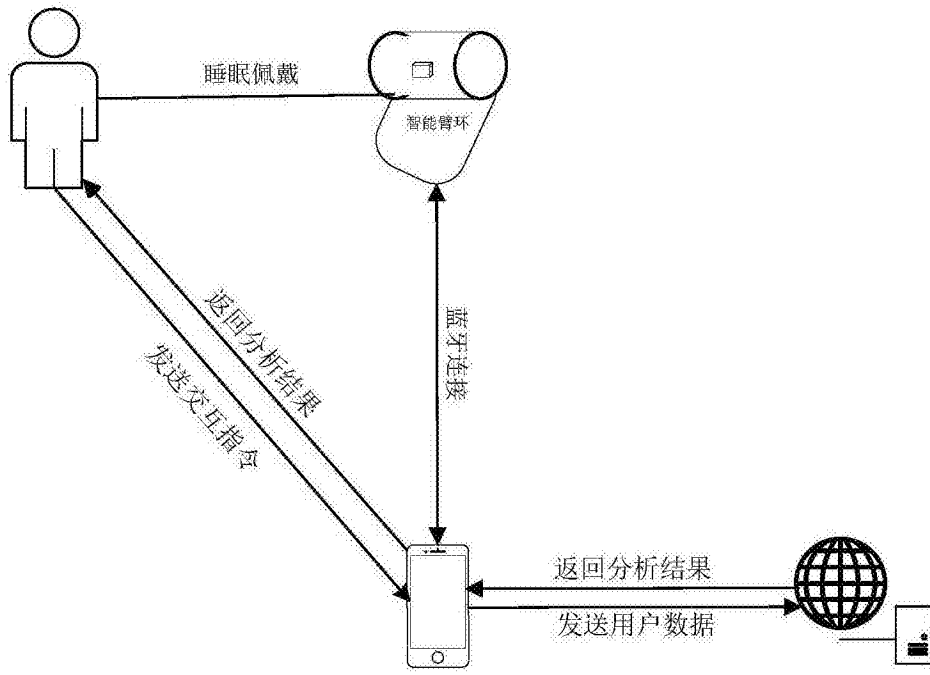 睡眠佩戴
智能臂环
返回分析结果
发送交互指令
蓝牙连接
返回分析结果
发送用户数据